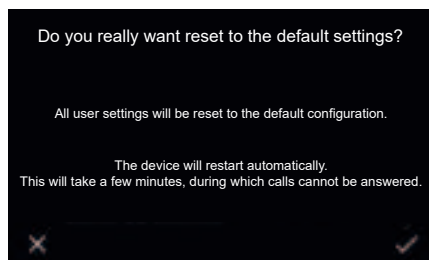 Do you really want reset to the default settings?
All user settings will be reset to the default configuration.
The device will restart automatically.
This will take a few minutes, during which calls cannot be answered.